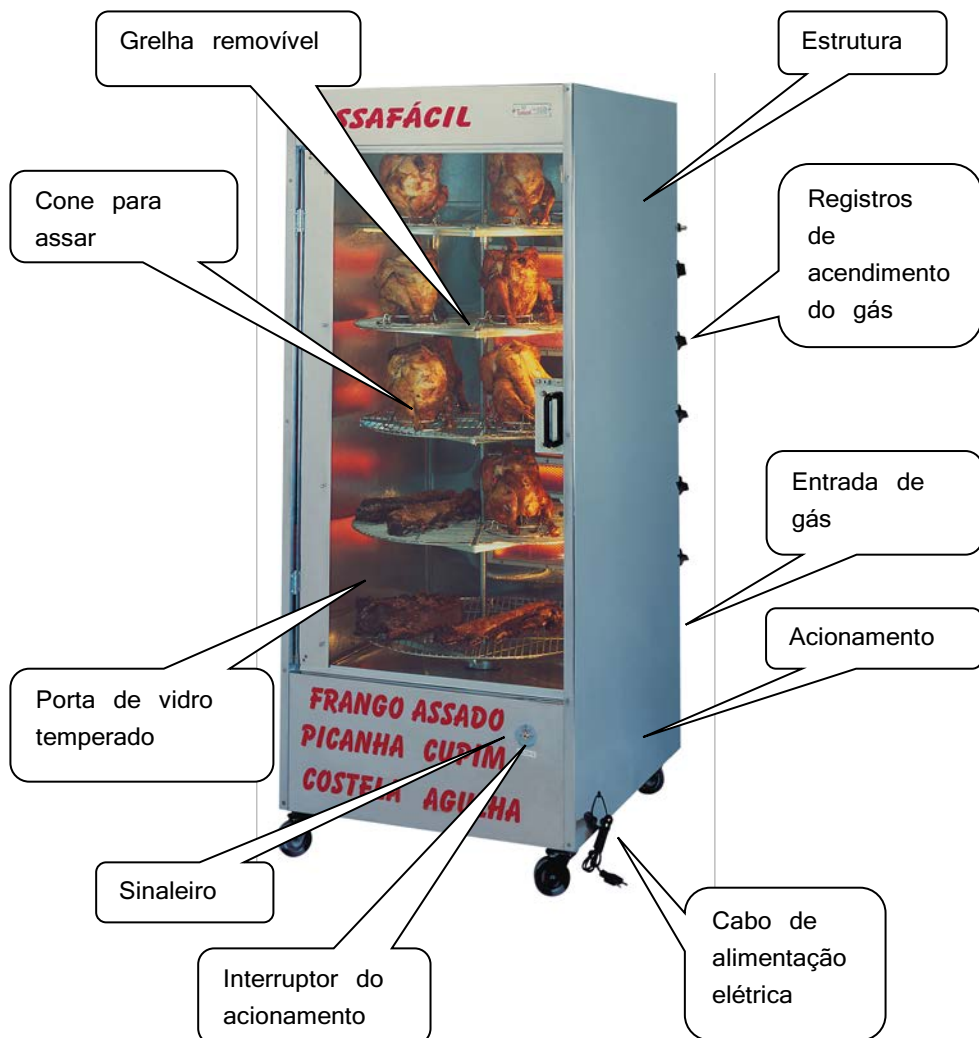 Grelha removível
Estrutura
SSAFÁCIL
Cone para
assar
Registros
de
acendimento
do gás
Entrada de
gás
Acionamento
Porta de vidro
temperado
FRANGO ASSADO
PICANHA CUPIM
COSTELA AGULHA
Sinaleiro
Interruptor do
acionamento
Cabo de
alimentação
elétrica